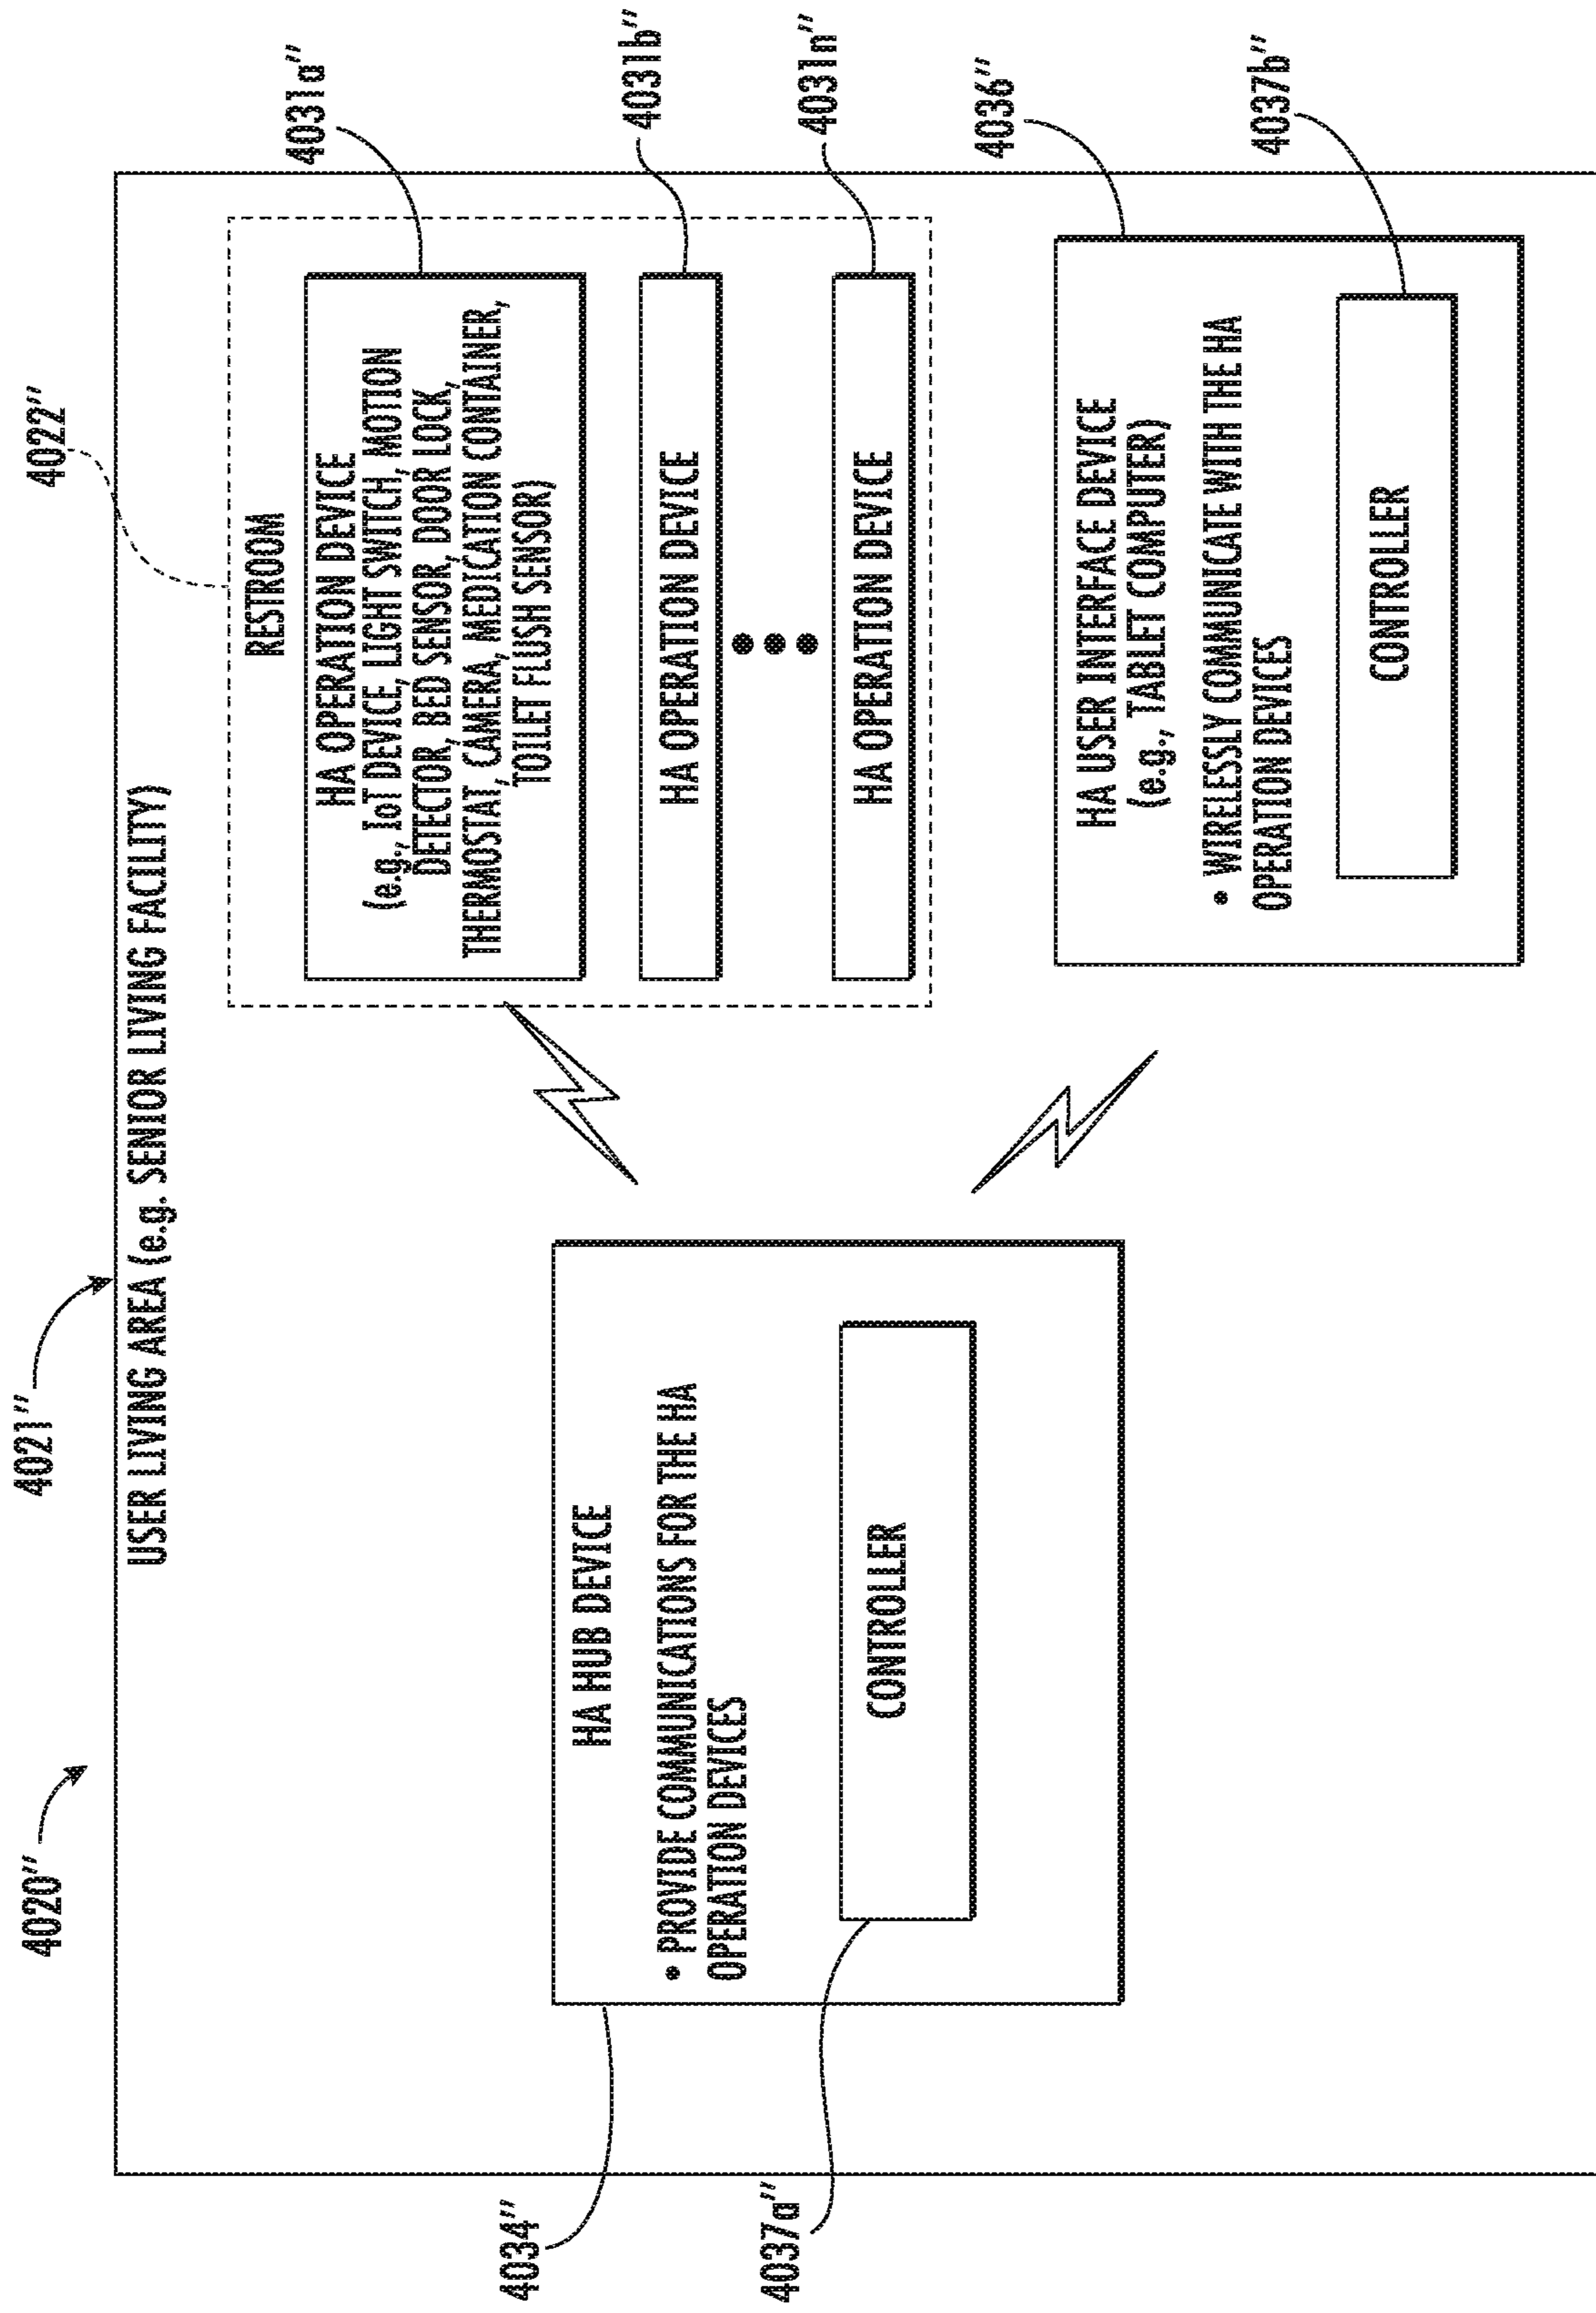 4020''
4021''
USER LIVING AREA (e.g. SENIOR LIVING FACILITY)
4022''
RESTROOM
HA OPERATION DEVICE
(e.g., IoT DEVICE, LIGHT SWITCH, MOTION
DETECTOR, BED SENSOR, DOOR LOCK,
THERMOSTAT, CAMERA, MEDICATION CONTAINER,
TOILET FLUSH SENSOR)
4031a''
HA OPERATION DEVICE
4031b''
HA OPERATION DEVICE
4031n''
4034''
HA HUB DEVICE
• PROVIDE COMMUNICATIONS FOR THE HA
OPERATION DEVICES
CONTROLLER
4037a''
4036''
HA USER INTERFACE DEVICE
(e.g., TABLET COMPUTER)
• WIRELESSLY COMMUNICATE WITH THE HA
OPERATION DEVICES
CONTROLLER
4037b''